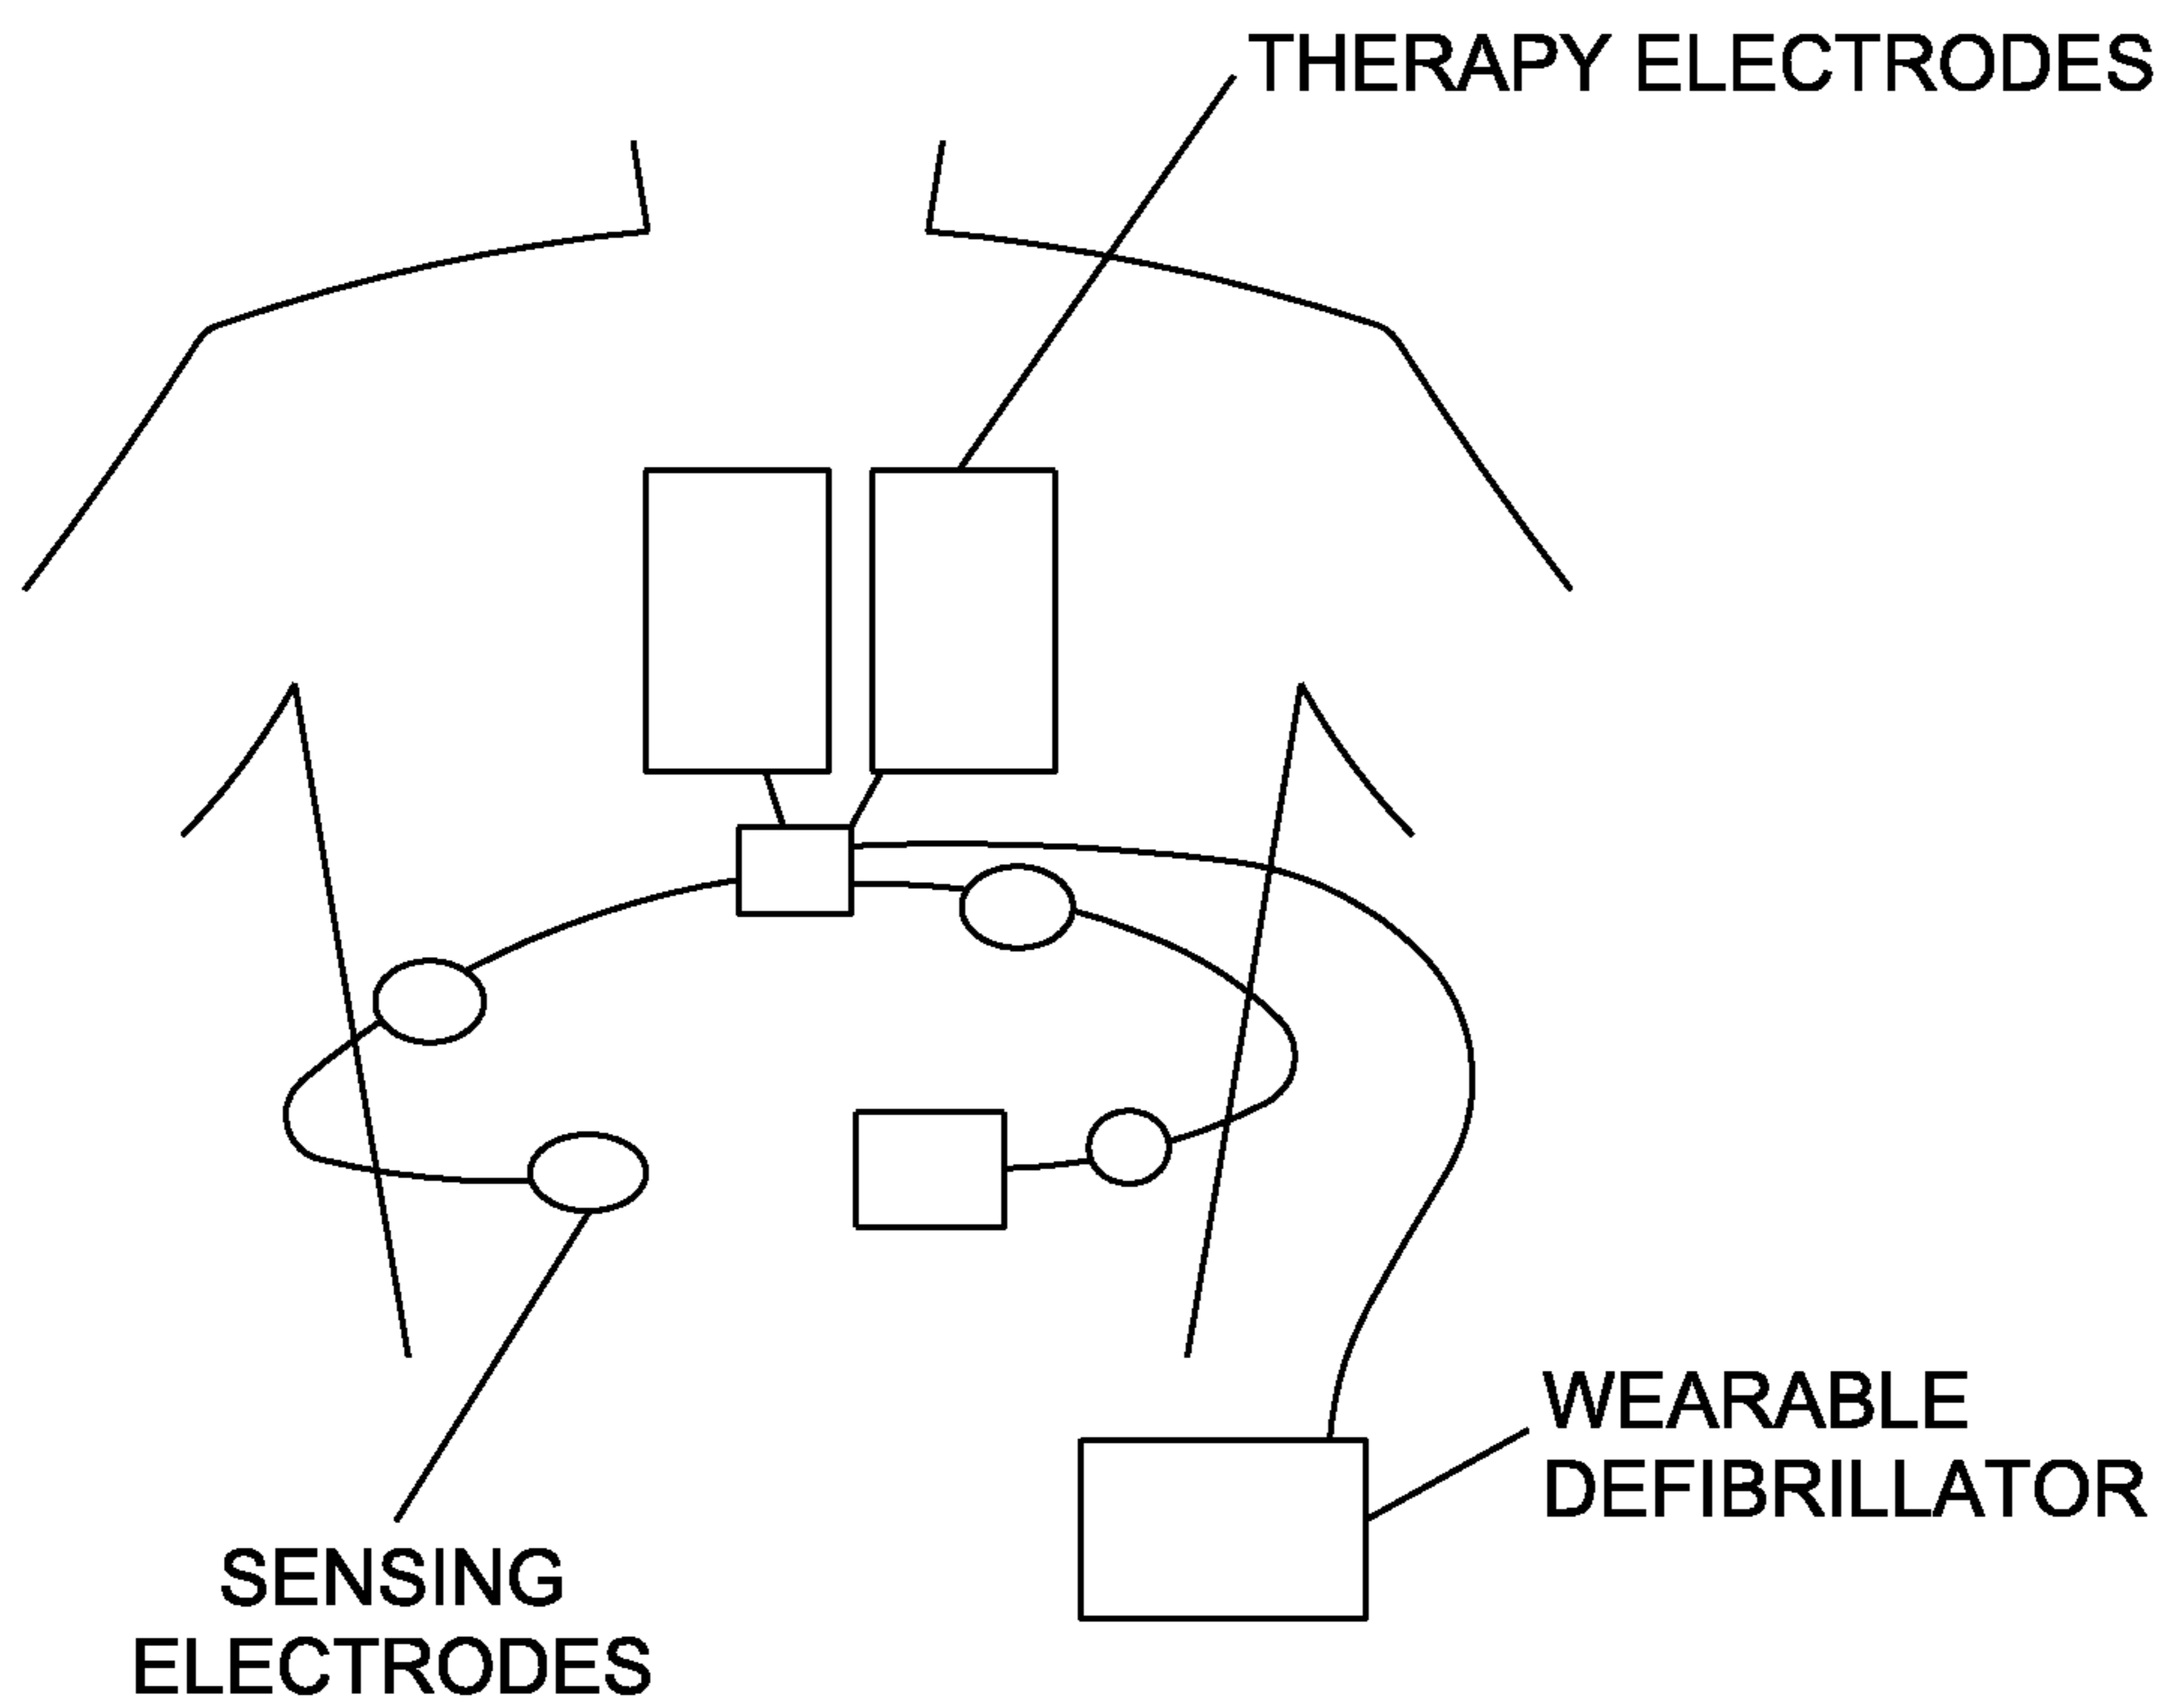 THERAPY ELECTRODES
WEARABLE
DEFIBRILLATOR
SENSING
ELECTRODES